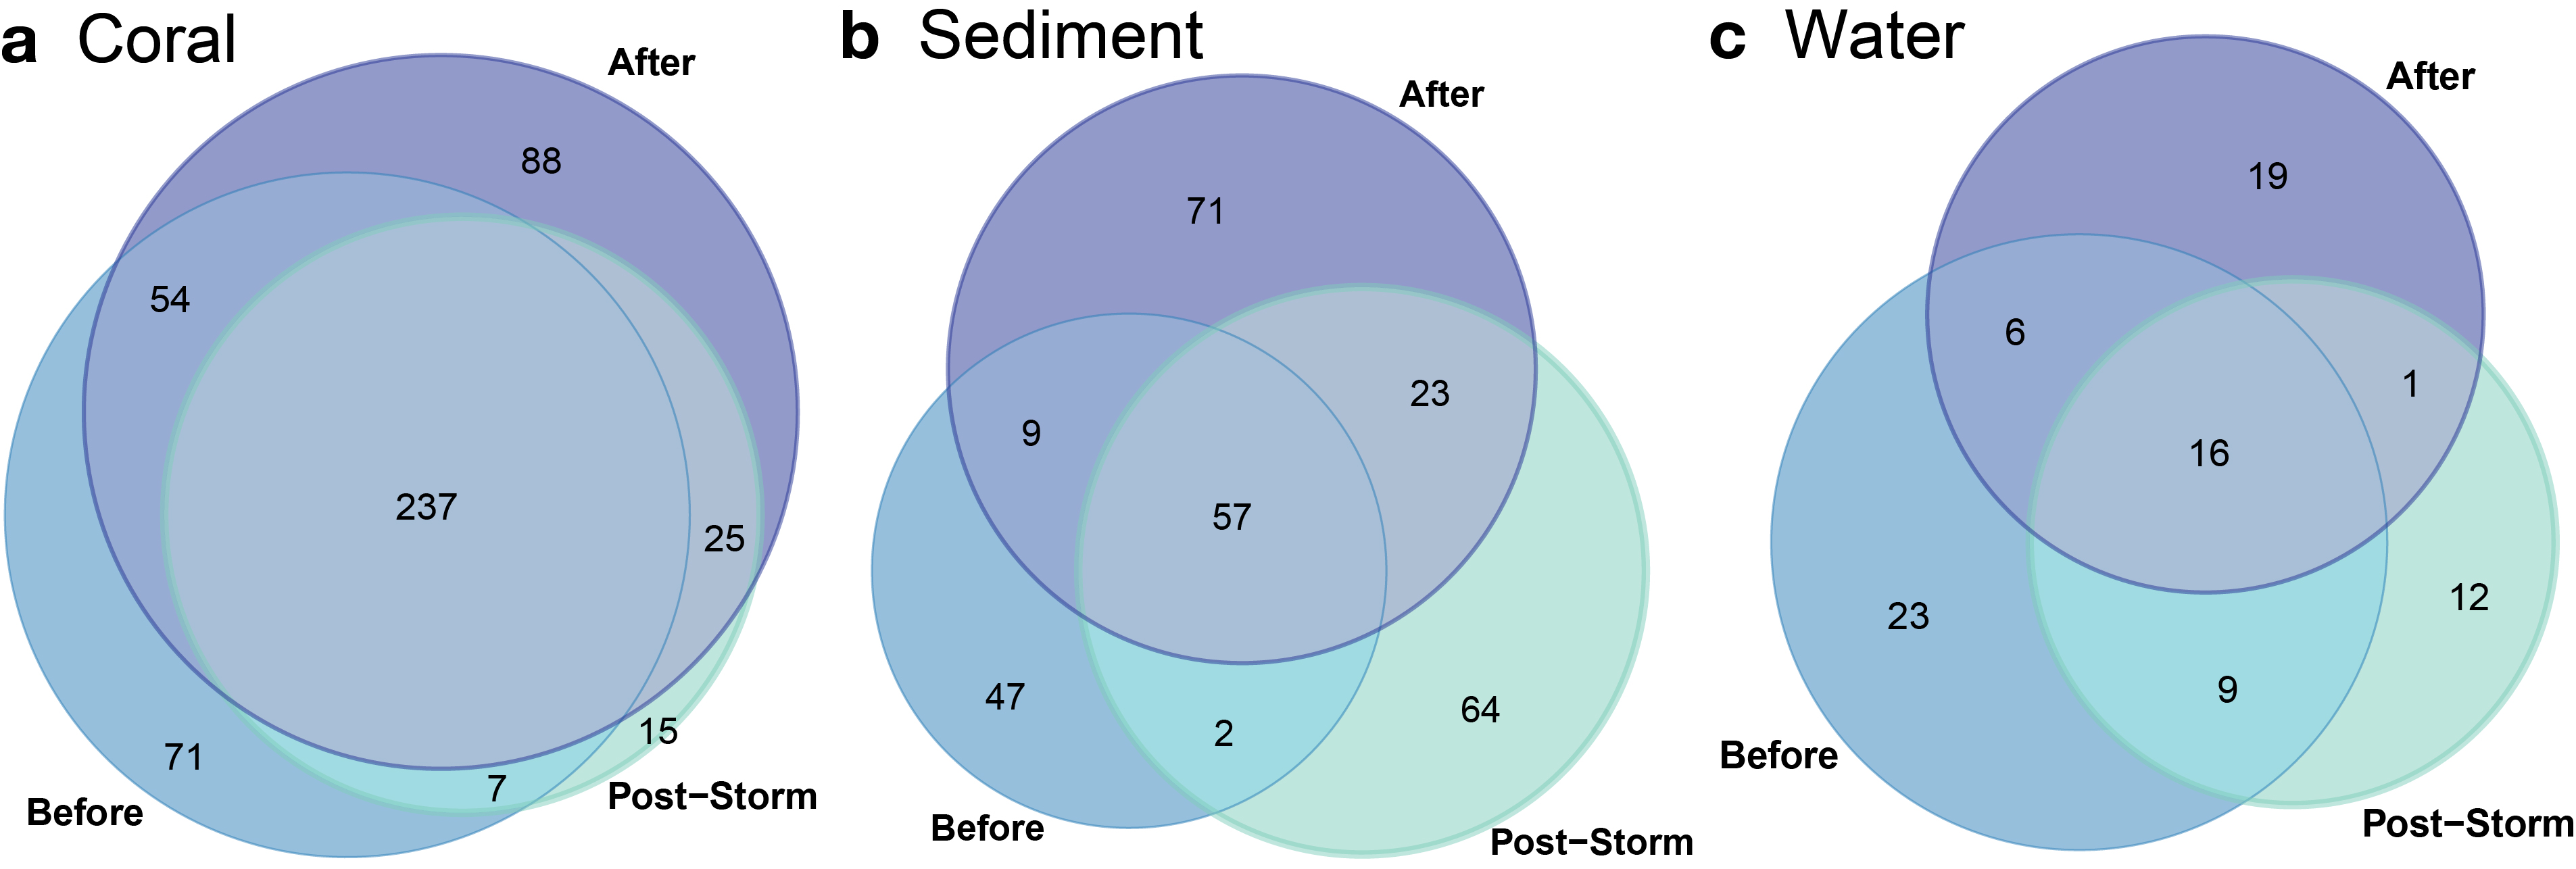 a Coral
After
88
54
237
25
15
71
7
Before
Post−Storm
b Sediment
After
71
23
9
57
47
2
64
Before
Post−Storm
c Water
After
19
6
1
16
12
23
9
Before
Post−Storm